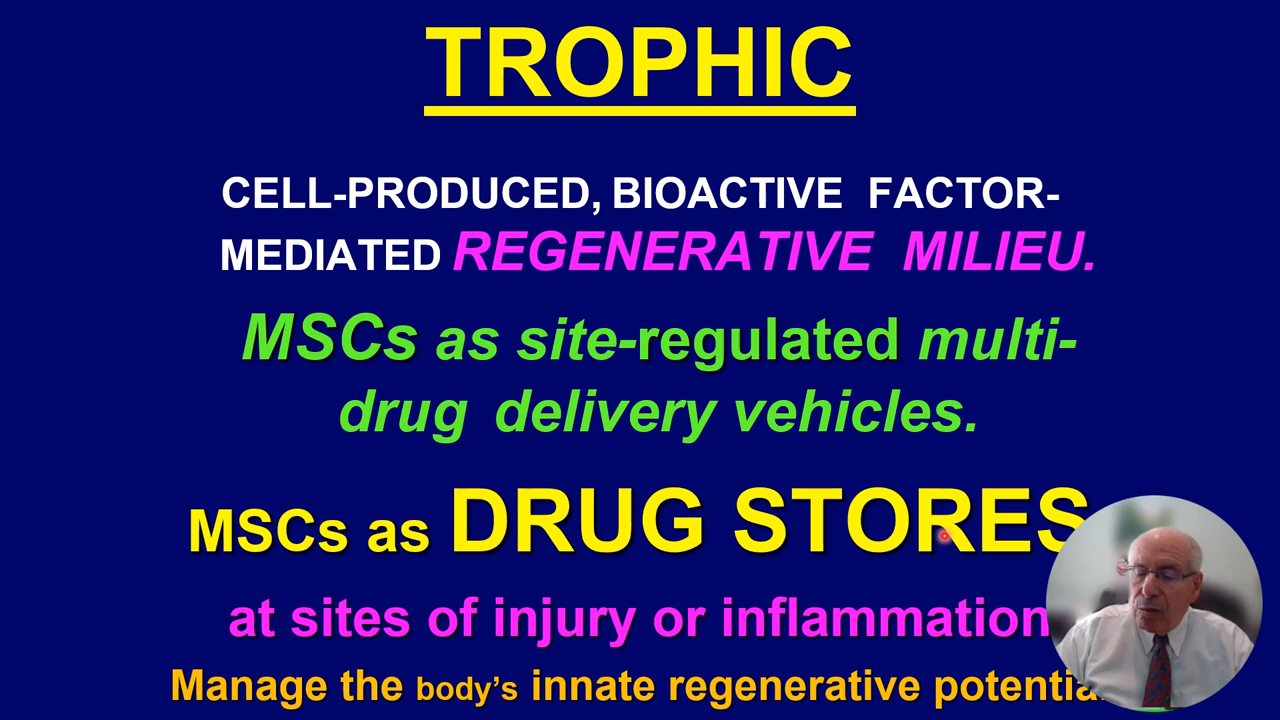 TROPHIC
CELL-PRODUCED, BIOACTIVE FACTOR-
MEDIATED REGENERATIVE MILIEU.
MSCs as site-regulated multi-
drug delivery vehicles.
MSCs as DRUG STORES
at sites of injury or inflammation
Manage the body's innate regenerative potential